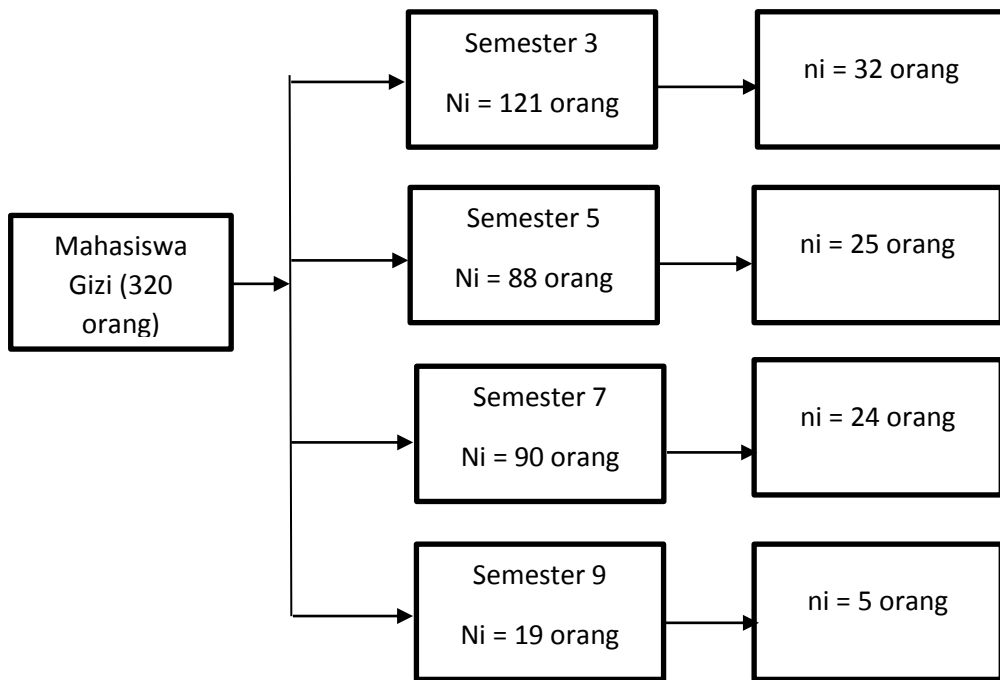 Mahasiswa
Gizi (320
orang)
Semester 3
Ni = 121 orang
ni = 32 orang
Semester 5
Ni = 88 orang
ni = 25 orang
Semester 7
Ni = 90 orang
ni = 24 orang
Semester 9
Ni = 19 orang
ni = 5 orang